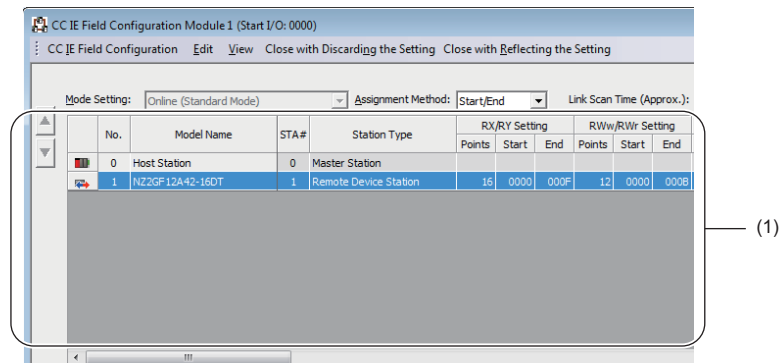 CC IE Field Configuration Module 1 (Start I/O: 0000)
CC IE Field Configuration Edit View Close with Discarding the Setting Close with Reflecting the Setting
Mode Setting: Online (Standard Mode) Assignment Method: Start/End Link Scan Time (Approx.):
No. Model Name STA# Station Type RX/RY Setting RWw/RWr Setting
Points Start End Points Start End
0 Host Station 0 Master Station
1 NZ2GF12A42-16DT 1 Remote Device Station 16 0000 000F 12 0000 000B
(1)